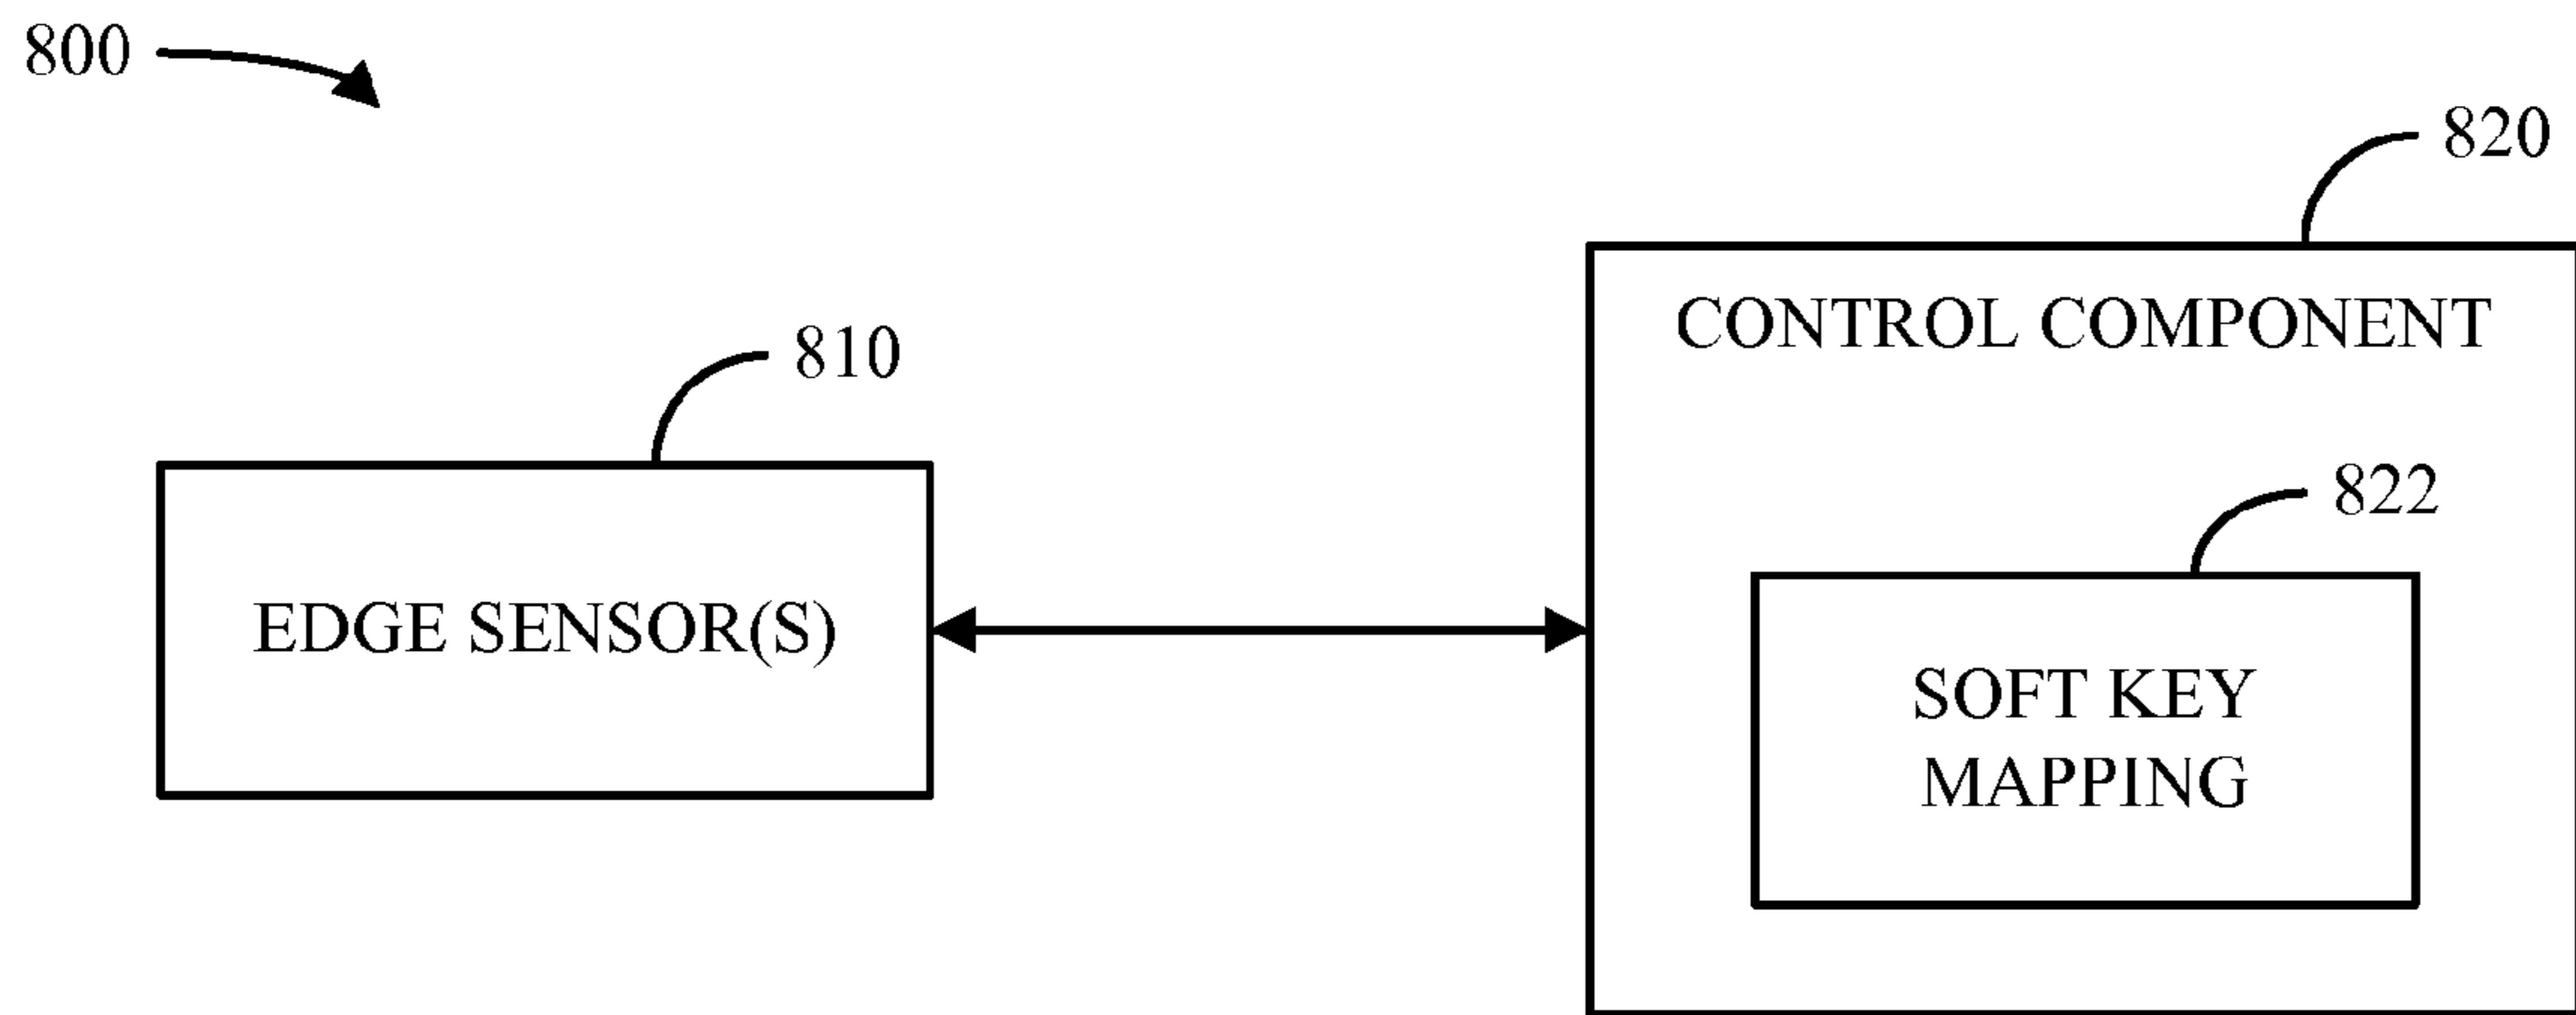 800
820
CONTROL COMPONENT
810
822
EDGE SENSOR(S)
SOFT KEY
MAPPING